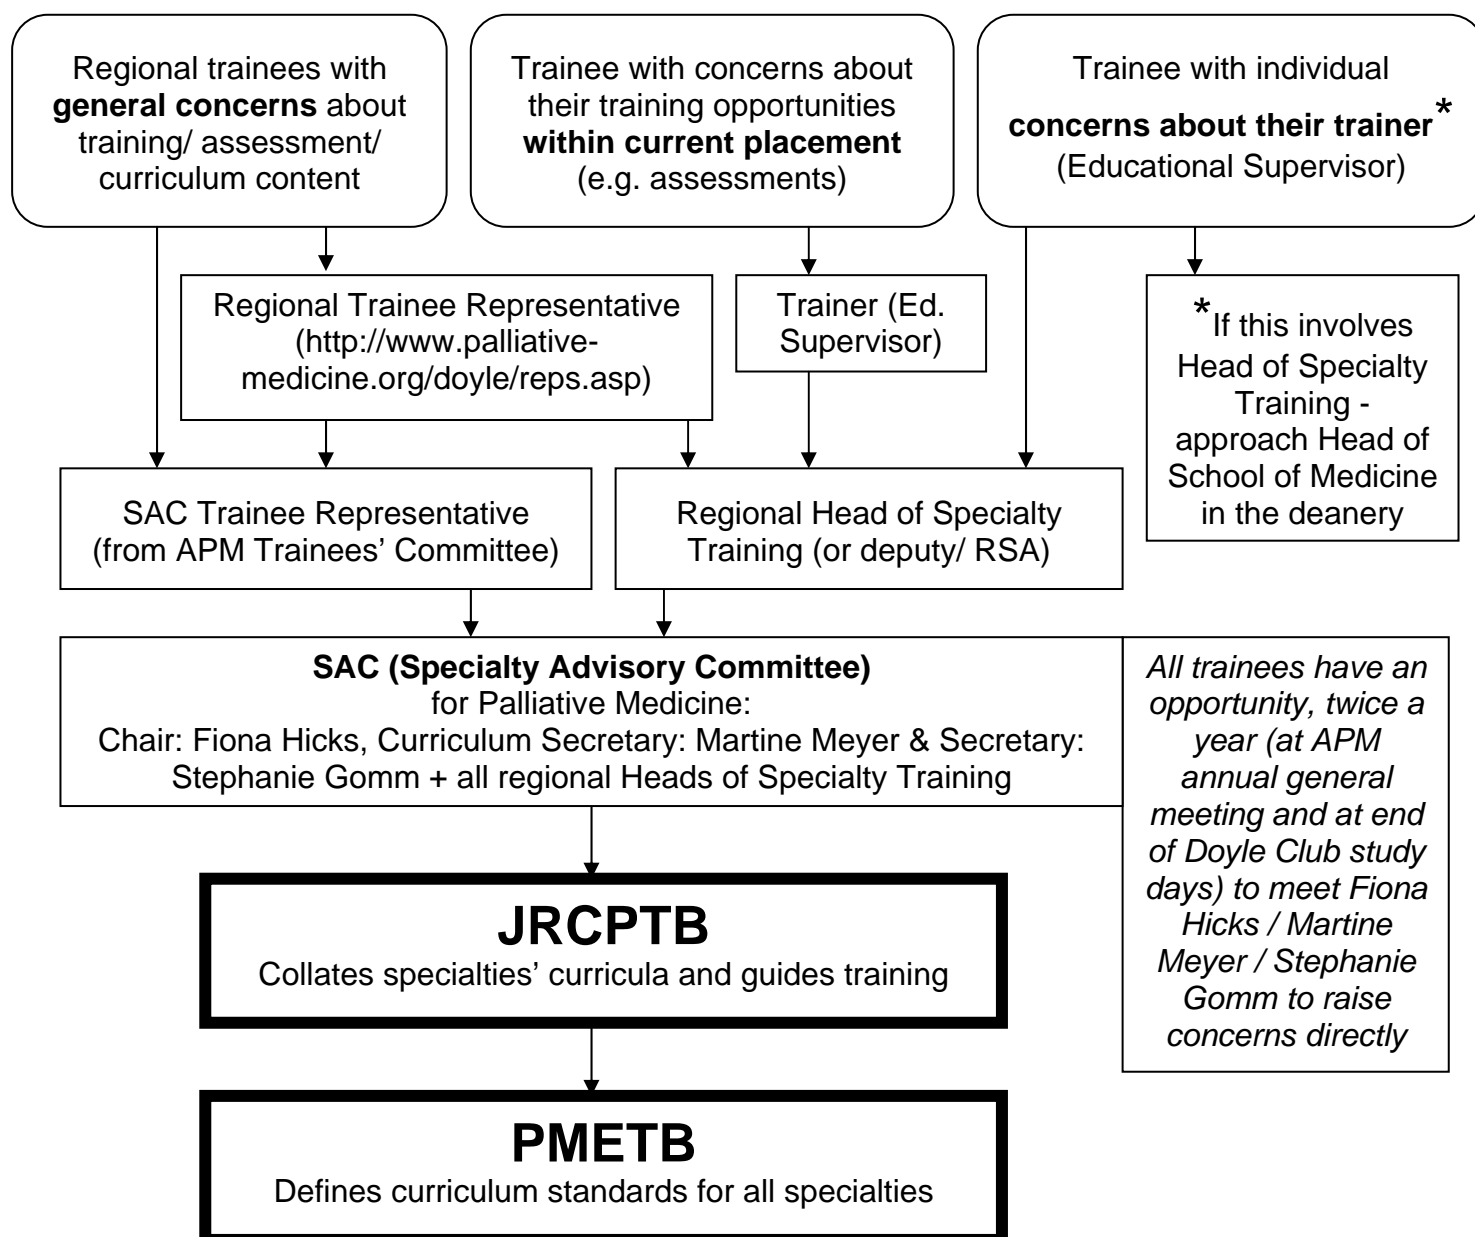 Regional trainees with
general concerns about
training/ assessment/
curriculum content
Trainee with concerns about
their training opportunities
within current placement
(e.g. assessments)
Trainee with individual
concerns about their trainer*
(Educational Supervisor)
Regional Trainee Representative
(http://www.palliative-
medicine.org/doyle/reps.asp)
Trainer (Ed.
Supervisor)
*If this involves
Head of Specialty
Training -
approach Head of
School of Medicine
in the deanery
SAC Trainee Representative
(from APM Trainees’ Committee)
Regional Head of Specialty
Training (or deputy/ RSA)
SAC (Specialty Advisory Committee)
for Palliative Medicine:
Chair: Fiona Hicks, Curriculum Secretary: Martine Meyer & Secretary:
Stephanie Gomm + all regional Heads of Specialty Training
All trainees have an
opportunity, twice a
year (at APM
annual general
meeting and at end
of Doyle Club study
days) to meet Fiona
Hicks / Martine
Meyer / Stephanie
Gomm to raise
concerns directly
JRCPTB
Collates specialties’ curricula and guides training
PMETB
Defines curriculum standards for all specialties